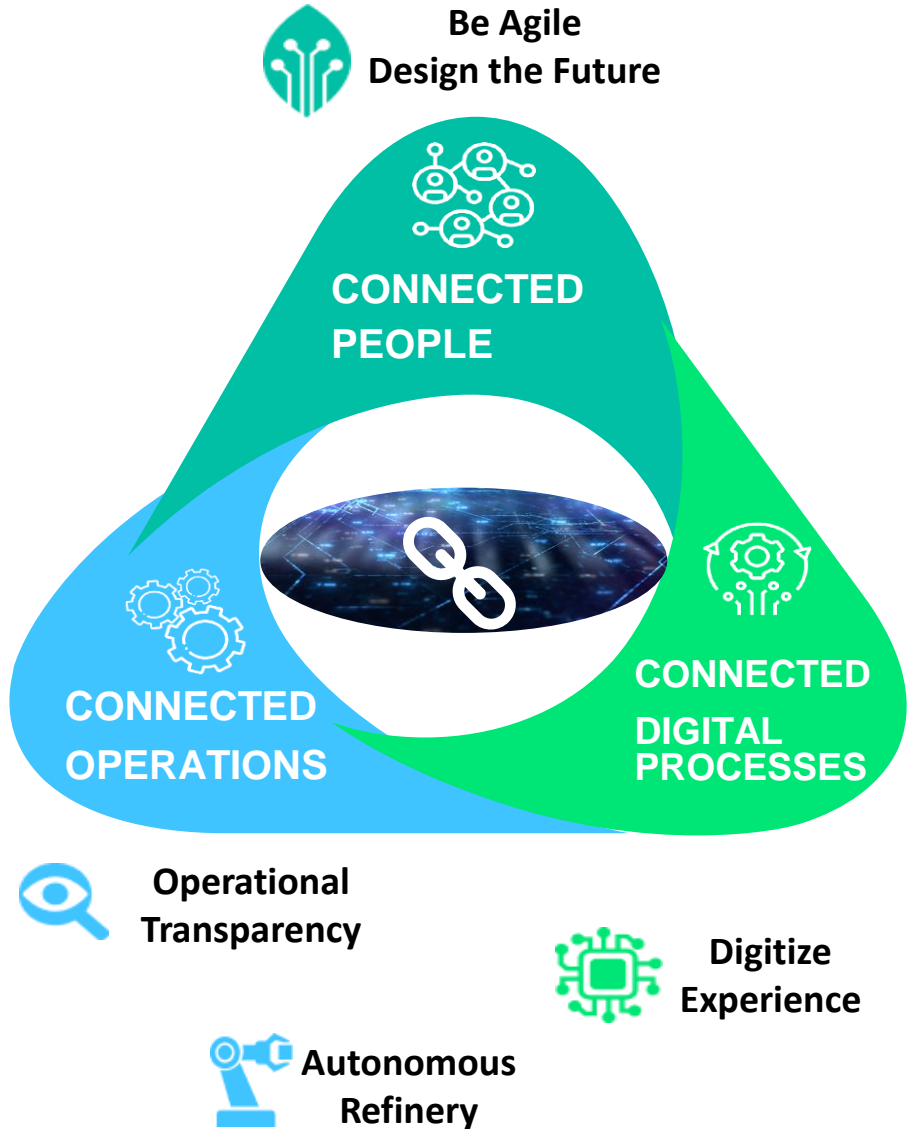 Be Agile
Design the Future
CONNECTED
PEOPLE
CONNECTED
OPERATIONS
CONNECTED
DIGITAL
PROCESSES
Operational
Transparency
Digitize
Experience
Autonomous
Refinery